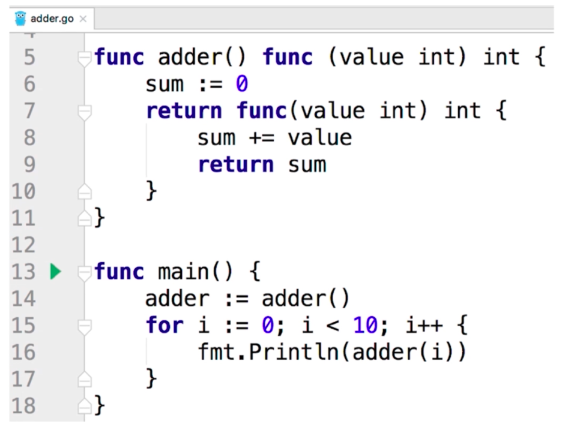 adder.go ×
5 func adder() func (value int) int {
6     sum := 0
7     return func(value int) int {
8         sum += value
9         return sum
10     }
11 }
12
13 func main() {
14     adder := adder()
15     for i := 0; i < 10; i++ {
16         fmt.Println(adder(i))
17     }
18 }